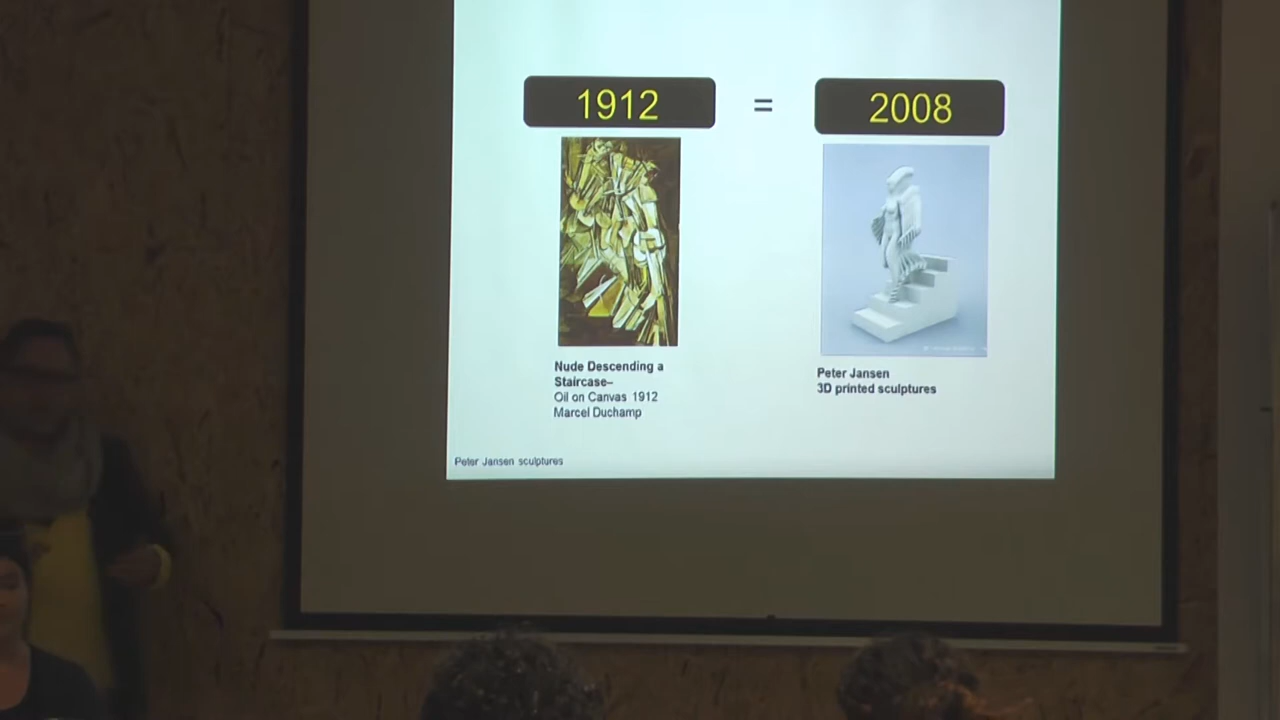 1912
=
2008
Nude Descending a
Staircase–
Oil on Canvas 1912
Marcel Duchamp
Peter Jansen
3D printed sculptures
Peter Jansen sculptures